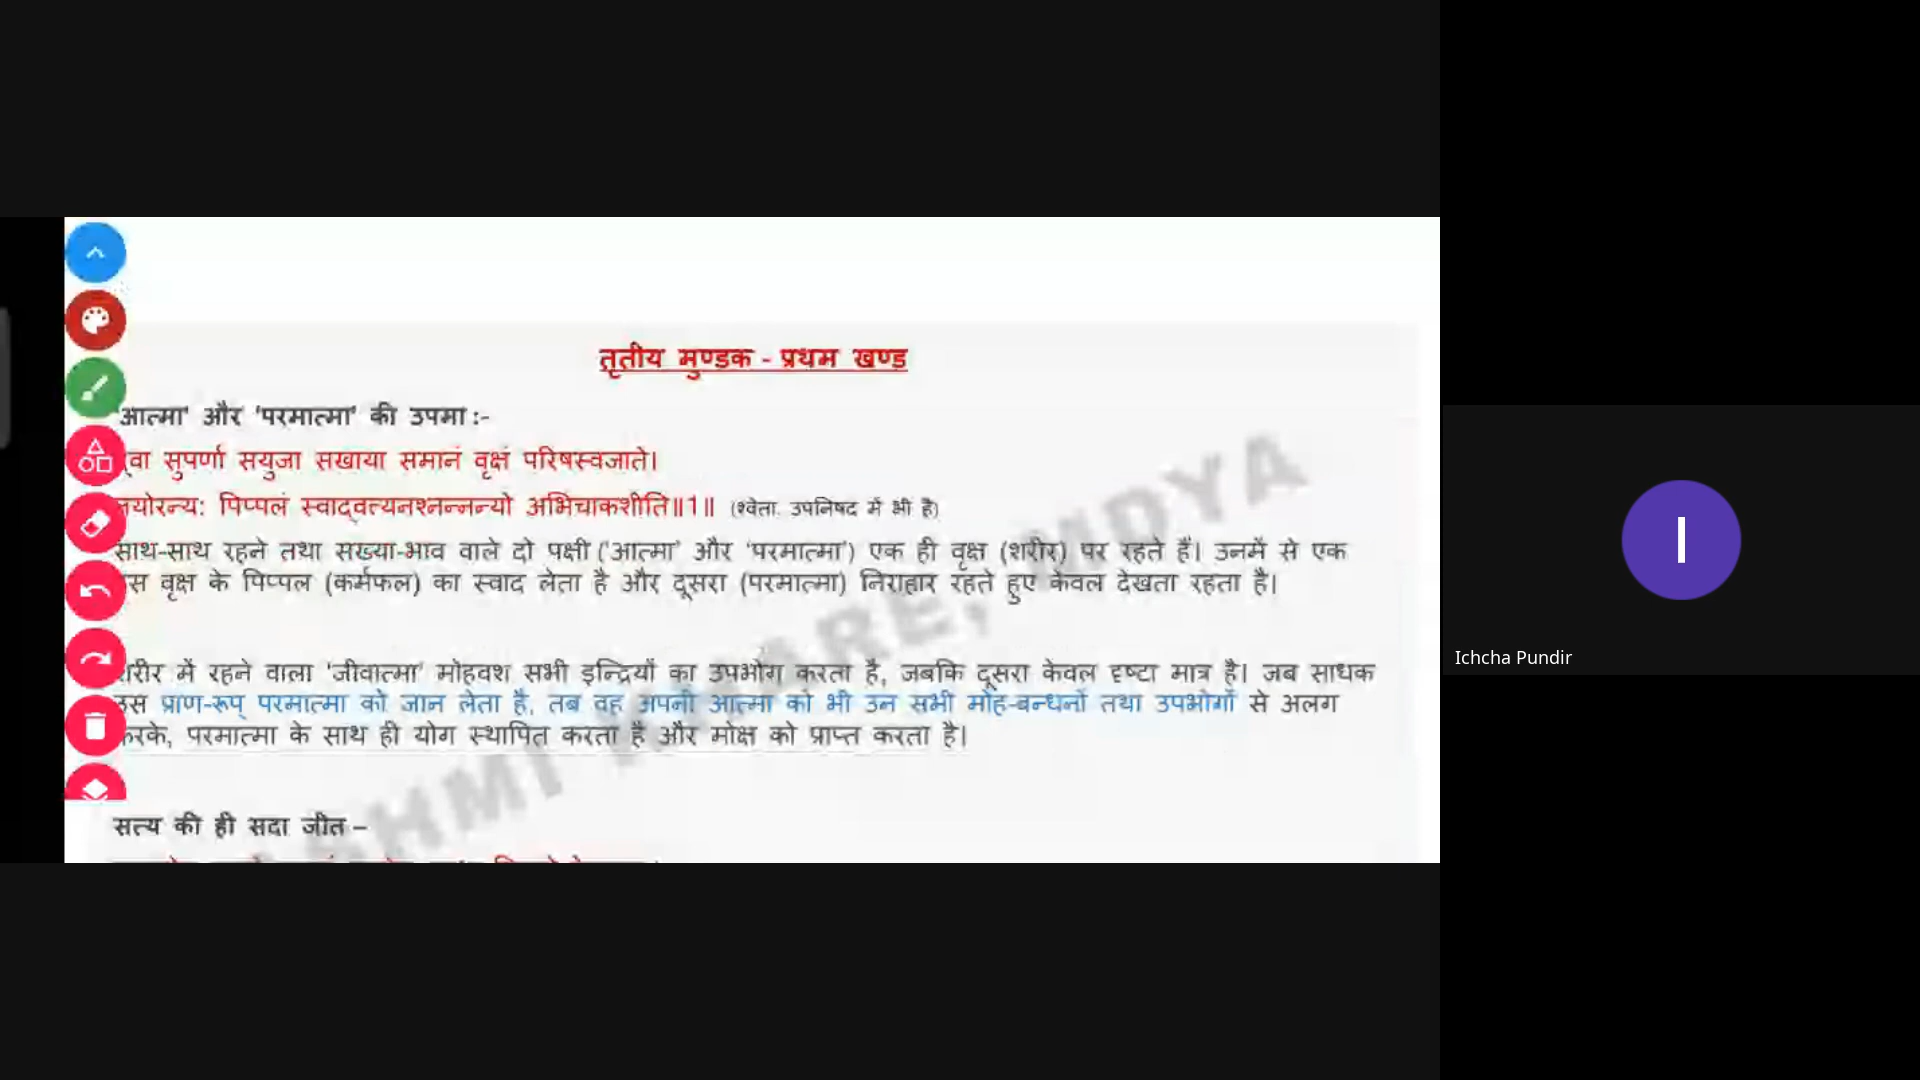 तृतीय मुण्डक - प्रथम खण्ड
'आत्मा' और 'परमात्मा' की उपमा :-
सुपर्णा सयुजा सखाया समानं वृक्षं परिषस्वजाते।
पिप्पलं स्वाद्वत्त्यनश्नन्नन्यो अभिचाकशीति॥1॥ (श्वेता. उपनिषद में भी है)
साथ-साथ रहने तथा सख्या-भाव वाले दो पक्षी ('आत्मा' और 'परमात्मा') एक ही वृक्ष (शरीर) पर रहते हैं। उनमें से एक
वृक्ष के पिप्पल (कर्मफल) का स्वाद लेता है और दूसरा (परमात्मा) निराहार रहते हुए केवल देखता रहता है।
में रहने वाला 'जीवात्मा' मोहवश सभी इन्द्रियों का उपभोग करता है, जबकि दूसरा केवल दृष्टा मात्र है। जब साधक
उस प्राण-रूप् परमात्मा को जान लेता है, तब वह अपनी आत्मा को भी उन सभी मोह-बन्धनों तथा उपभोगों से अलग
करके, परमात्मा के साथ ही योग स्थापित करता है और मोक्ष को प्राप्त करता है।
सत्य की ही सदा जीत –
KHARE, MDYA
I
Ichcha Pundir